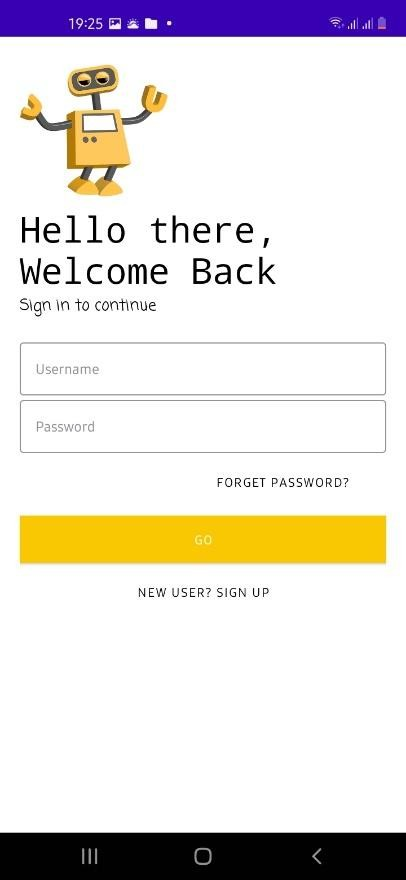 19:25
Hello there,
Welcome Back
Sign in to continue
Username
Password
FORGET PASSWORD?
GO
NEW USER? SIGN UP